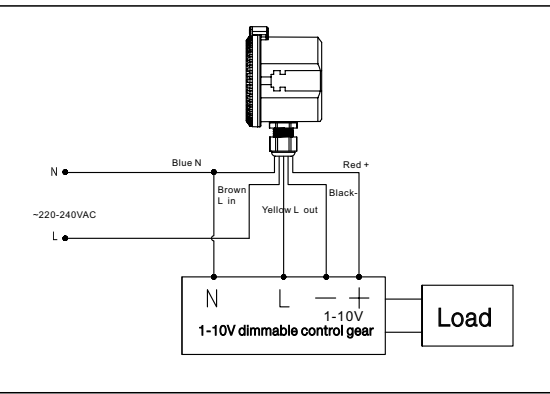 Blue N
Red +
N
Brown
L in
Black-
Yellow L out
~220-240VAC
L
N L — +
1-10V
1-10V dimmable control gear
Load